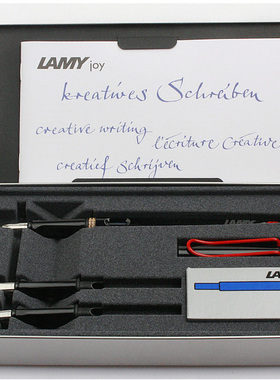 LAMY joy
kreatives Schreiben
creative writing
l'écriture créative
creatief schrijven
LAMY
LAMY